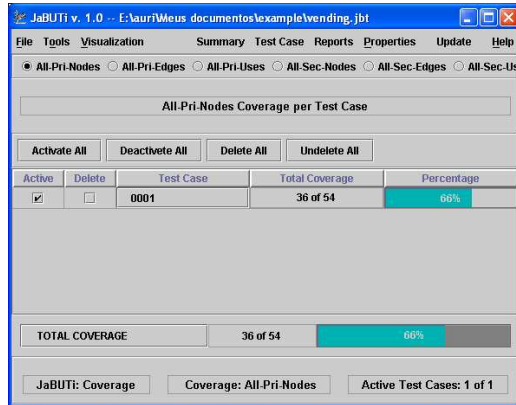 JaBUTi v. 1.0 -- E:\auri\Meus documentos\example\vending.jbt
File Tools Visualization Summary Test Case Reports Properties Update Help
All-Pri-Nodes All-Pri-Edges All-Pri-Uses All-Sec-Nodes All-Sec-Edges All-Sec-Us
All-Pri-Nodes Coverage per Test Case
Activate All Deactivete All Delete All Undelete All
Active Delete Test Case Total Coverage Percentage
0001 36 of 54 66%
TOTAL COVERAGE 36 of 54 66%
JaBUTi: Coverage Coverage: All-Pri-Nodes Active Test Cases: 1 of 1